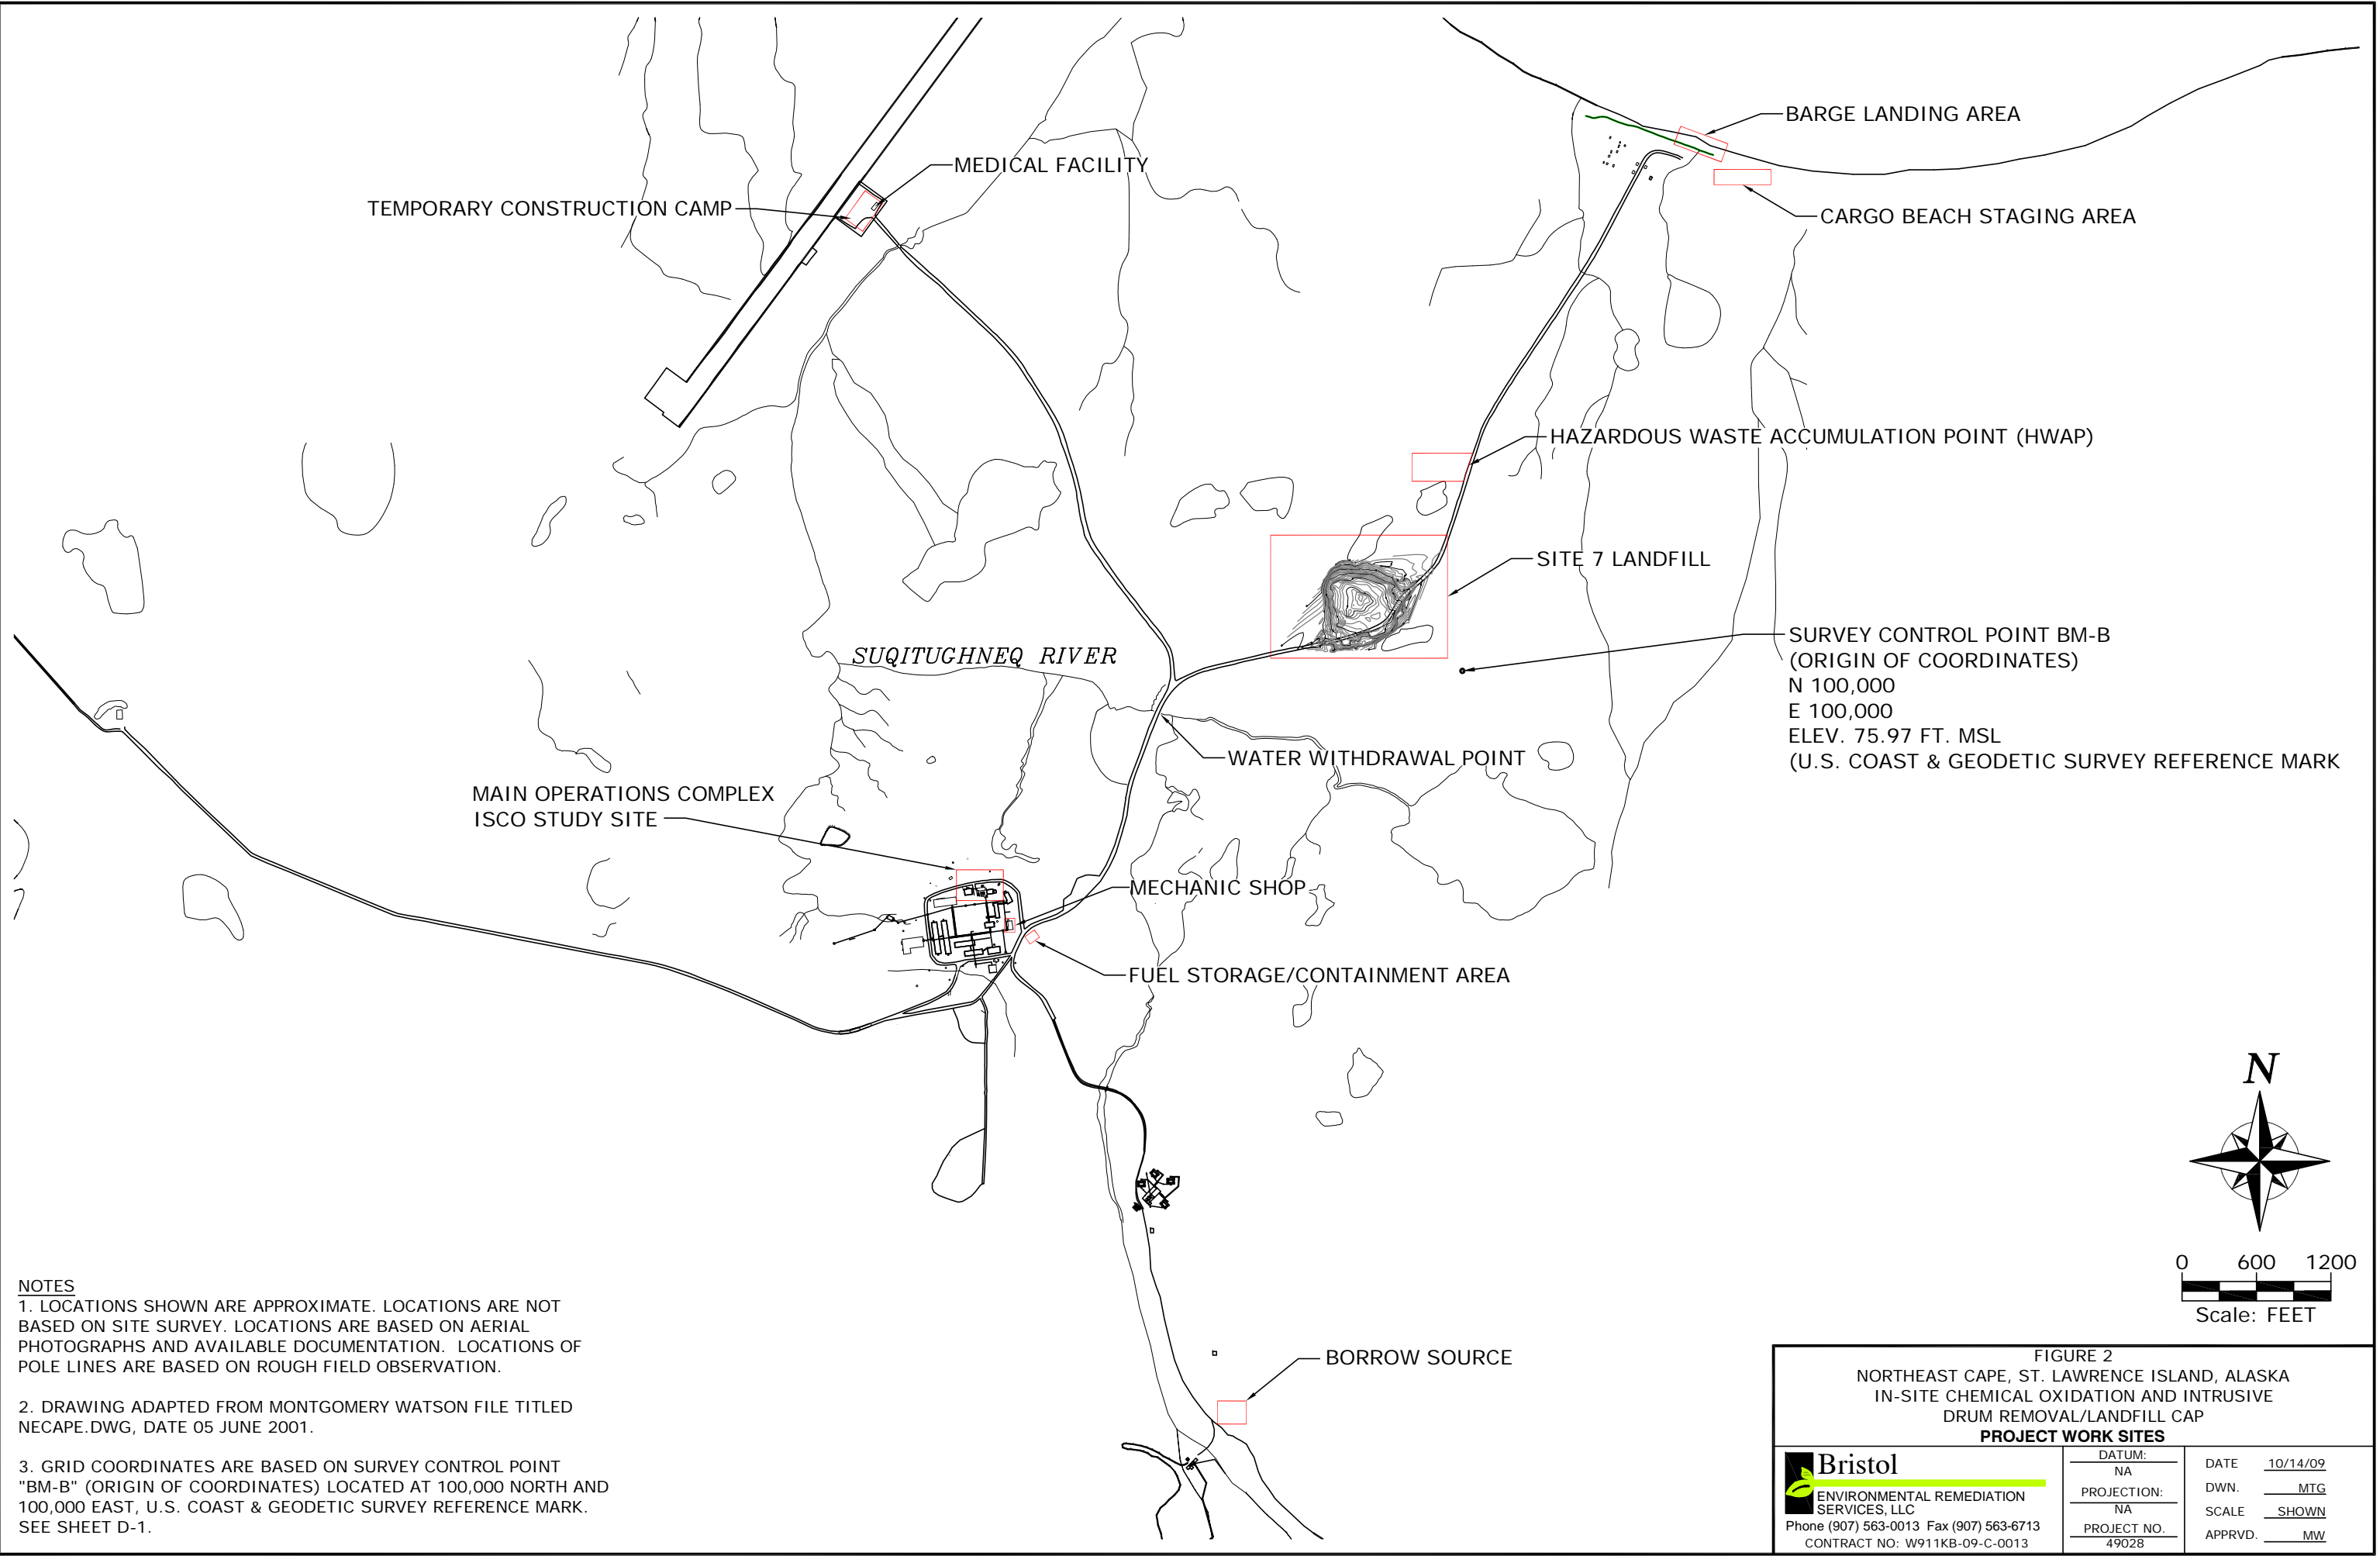 BARGE LANDING AREA
MEDICAL FACILITY
TEMPORARY CONSTRUCTION CAMP
CARGO BEACH STAGING AREA
HAZARDOUS WASTE ACCUMULATION POINT (HWAP)
SITE 7 LANDFILL
SURVEY CONTROL POINT BM-B
(ORIGIN OF COORDINATES)
N 100,000
E 100,000
ELEV. 75.97 FT. MSL
(U.S. COAST & GEODETIC SURVEY REFERENCE MARK
SUQITUGHNEQ RIVER
WATER WITHDRAWAL POINT
MAIN OPERATIONS COMPLEX
ISCO STUDY SITE
MECHANIC SHOP
FUEL STORAGE/CONTAINMENT AREA
BORROW SOURCE
N
0 600 1200
Scale: FEET
NOTES
1. LOCATIONS SHOWN ARE APPROXIMATE. LOCATIONS ARE NOT
BASED ON SITE SURVEY. LOCATIONS ARE BASED ON AERIAL
PHOTOGRAPHS AND AVAILABLE DOCUMENTATION. LOCATIONS OF
POLE LINES ARE BASED ON ROUGH FIELD OBSERVATION.
2. DRAWING ADAPTED FROM MONTGOMERY WATSON FILE TITLED
NECAPE.DWG, DATE 05 JUNE 2001.
3. GRID COORDINATES ARE BASED ON SURVEY CONTROL POINT
"BM-B" (ORIGIN OF COORDINATES) LOCATED AT 100,000 NORTH AND
100,000 EAST, U.S. COAST & GEODETIC SURVEY REFERENCE MARK.
SEE SHEET D-1.
FIGURE 2
NORTHEAST CAPE, ST. LAWRENCE ISLAND, ALASKA
IN-SITE CHEMICAL OXIDATION AND INTRUSIVE
DRUM REMOVAL/LANDFILL CAP
PROJECT WORK SITES
Bristol
ENVIRONMENTAL REMEDIATION
SERVICES, LLC
Phone (907) 563-0013 Fax (907) 563-6713
CONTRACT NO: W911KB-09-C-0013
DATUM:
NA
PROJECTION:
NA
PROJECT NO.
49028
DATE 10/14/09
DWN. MTG
SCALE SHOWN
APPRVD. MW